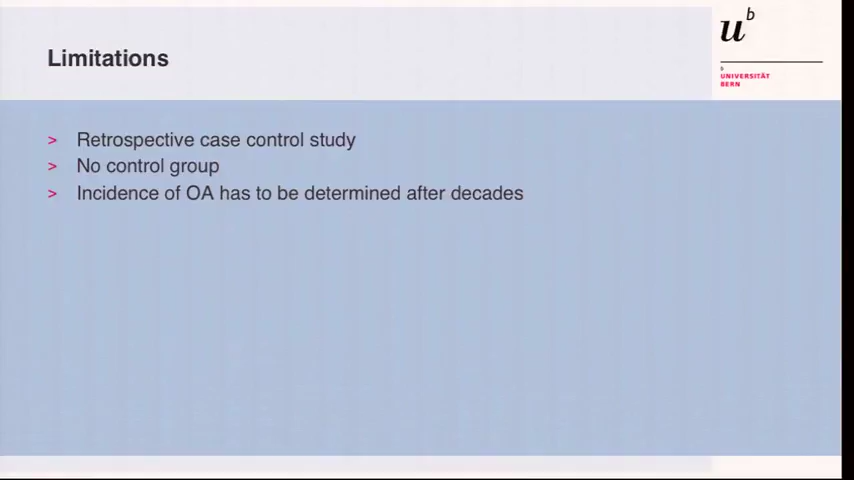 Limitations
u^b
b
UNIVERSITÄT
BERN
> Retrospective case control study
> No control group
> Incidence of OA has to be determined after decades